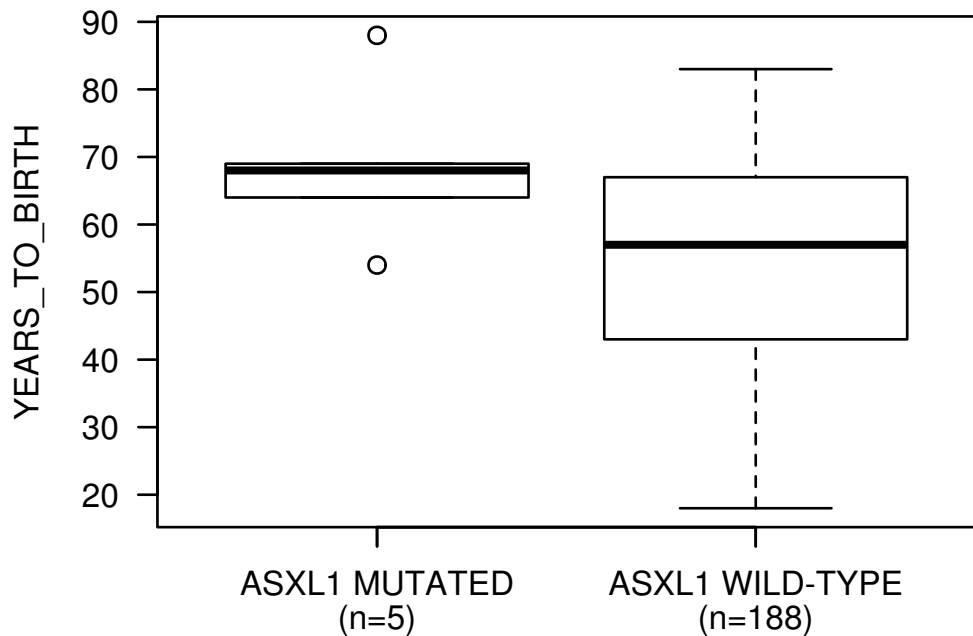 YEARS_TO_BIRTH
90
80
70
60
50
40
30
20
ASXL1 MUTATED
(n=5)
ASXL1 WILD-TYPE
(n=188)